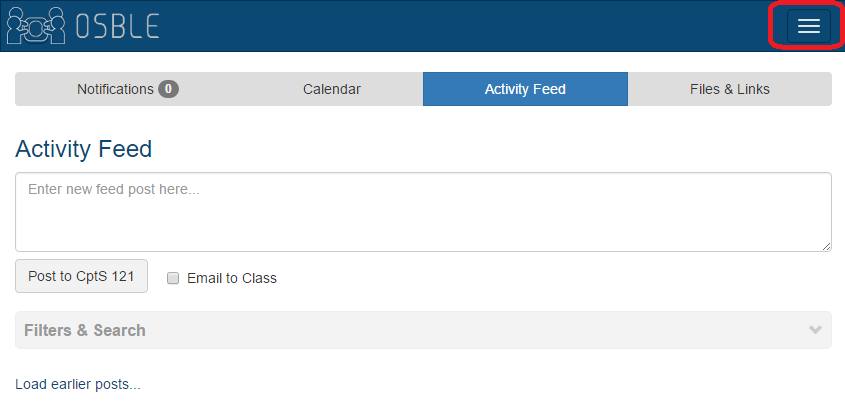 OSBLE
Notifications 0 Calendar Activity Feed Files & Links
Activity Feed
Enter new feed post here...
Post to CptS 121 Email to Class
Filters & Search
Load earlier posts...